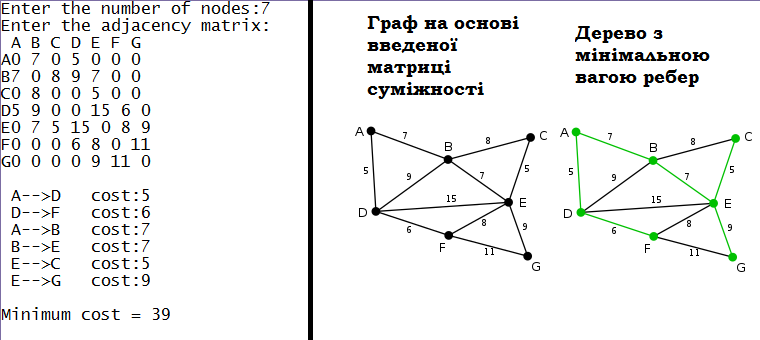 Enter the number of nodes:7
Enter the adjacency matrix:
A B C D E F G
A0 7 0 5 0 0 0
B7 0 8 9 7 0 0
C0 8 0 0 5 0 0
D5 9 0 0 15 6 0
E0 7 5 15 0 8 9
F0 0 0 6 8 0 11
G0 0 0 0 9 11 0
A-->D cost:5
D-->F cost:6
A-->B cost:7
B-->E cost:7
E-->C cost:5
E-->G cost:9
Minimum cost = 39
Граф на основі
введеної
матриці
суміжності
A
7
B
8
C
5
9
7
5
D
15
E
6
8
9
F
11
G
Дерево з
мінімальною
вагою ребер
A
7
B
8
C
5
9
7
5
D
15
E
6
8
9
F
11
G